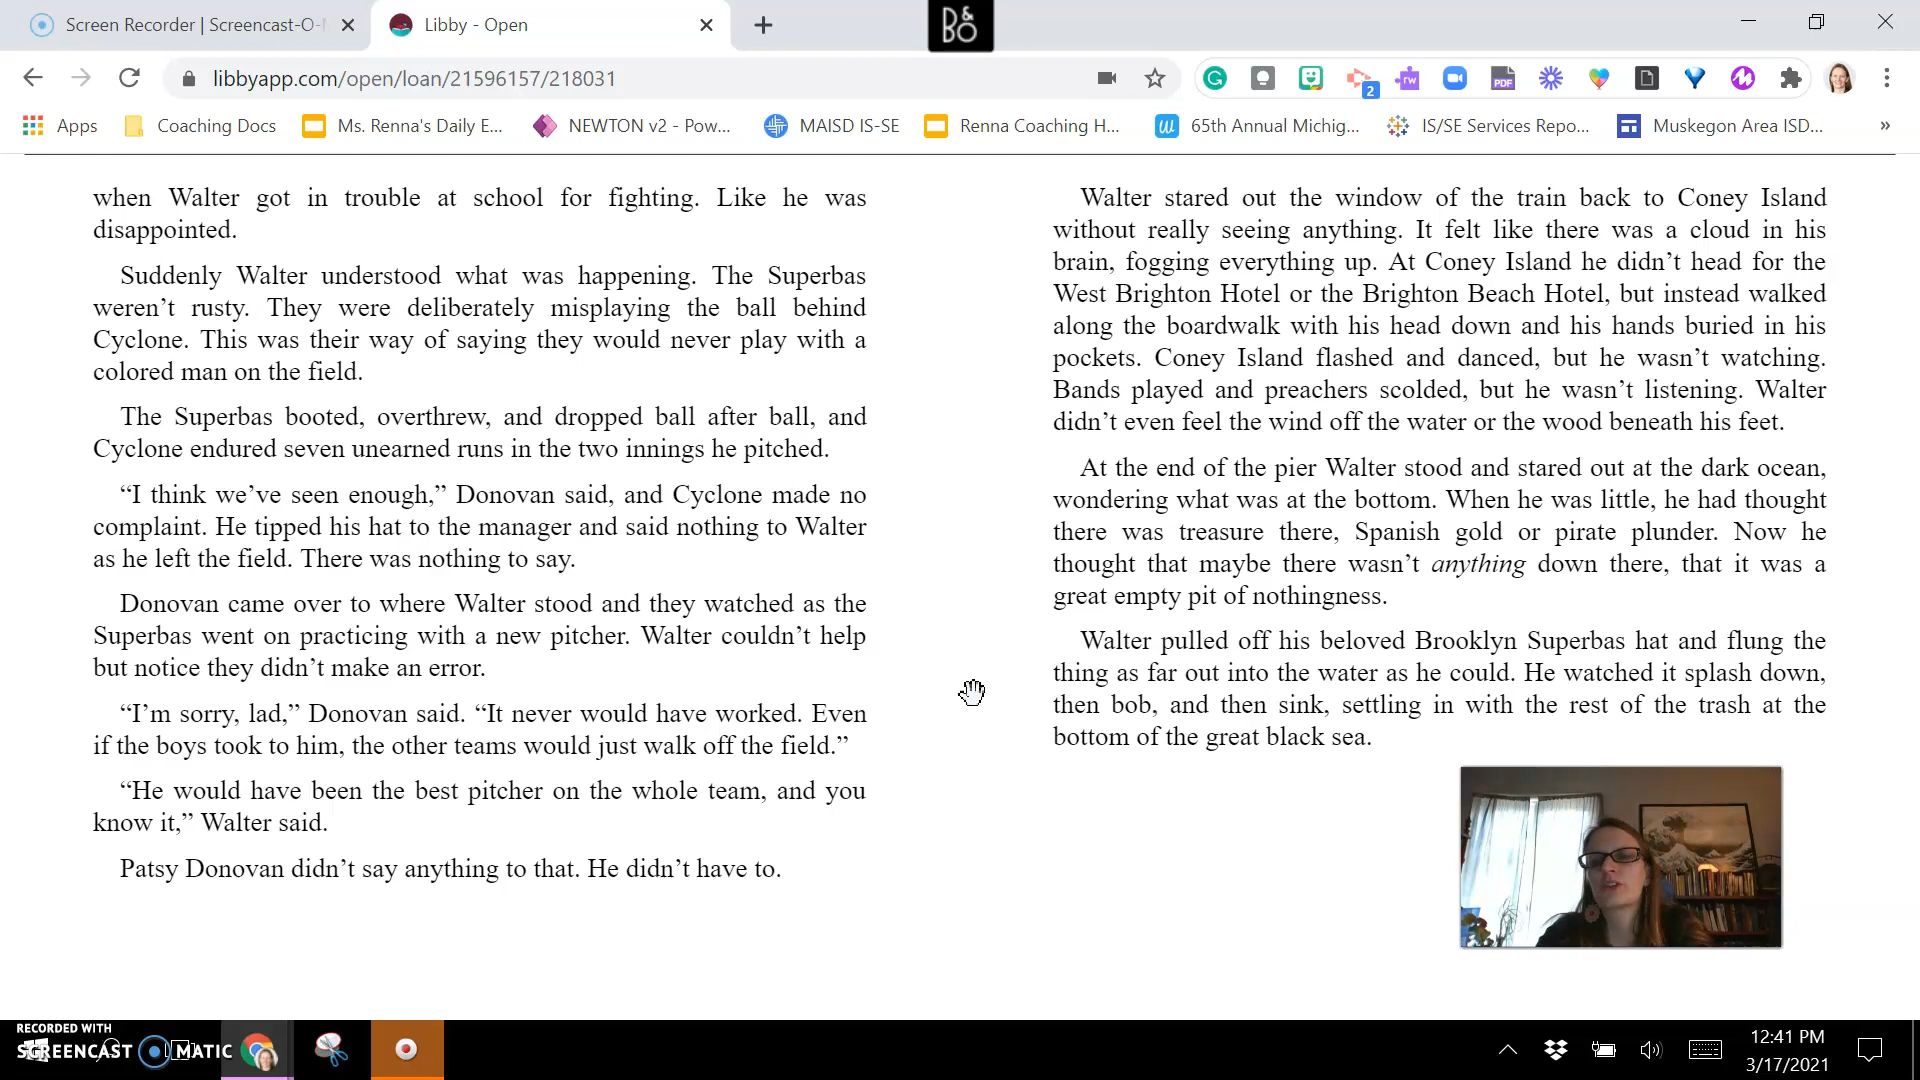 Screen Recorder | Screencast-O-
Libby - Open
B&O
libbyapp.com/open/loan/21596157/218031
2
rw
PDF
Apps
Coaching Docs
Ms. Renna's Daily E...
NEWTON v2 - Pow...
MAISD IS-SE
Renna Coaching H...
65th Annual Michig...
IS/SE Services Repo...
Muskegon Area ISD...
when Walter got in trouble at school for fighting. Like he was
disappointed.
Suddenly Walter understood what was happening. The Superbas
weren’t rusty. They were deliberately misplaying the ball behind
Cyclone. This was their way of saying they would never play with a
colored man on the field.
The Superbas booted, overthrew, and dropped ball after ball, and
Cyclone endured seven unearned runs in the two innings he pitched.
“I think we’ve seen enough,” Donovan said, and Cyclone made no
complaint. He tipped his hat to the manager and said nothing to Walter
as he left the field. There was nothing to say.
Donovan came over to where Walter stood and they watched as the
Superbas went on practicing with a new pitcher. Walter couldn’t help
but notice they didn’t make an error.
“I’m sorry, lad,” Donovan said. “It never would have worked. Even
if the boys took to him, the other teams would just walk off the field.”
“He would have been the best pitcher on the whole team, and you
know it,” Walter said.
Patsy Donovan didn’t say anything to that. He didn’t have to.
Walter stared out the window of the train back to Coney Island
without really seeing anything. It felt like there was a cloud in his
brain, fogging everything up. At Coney Island he didn’t head for the
West Brighton Hotel or the Brighton Beach Hotel, but instead walked
along the boardwalk with his head down and his hands buried in his
pockets. Coney Island flashed and danced, but he wasn’t watching.
Bands played and preachers scolded, but he wasn’t listening. Walter
didn’t even feel the wind off the water or the wood beneath his feet.
At the end of the pier Walter stood and stared out at the dark ocean,
wondering what was at the bottom. When he was little, he had thought
there was treasure there, Spanish gold or pirate plunder. Now he
thought that maybe there wasn’t anything down there, that it was a
great empty pit of nothingness.
Walter pulled off his beloved Brooklyn Superbas hat and flung the
thing as far out into the water as he could. He watched it splash down,
then bob, and then sink, settling in with the rest of the trash at the
bottom of the great black sea.
RECORDED WITH
SCREENCAST MATIC
12:41 PM
3/17/2021